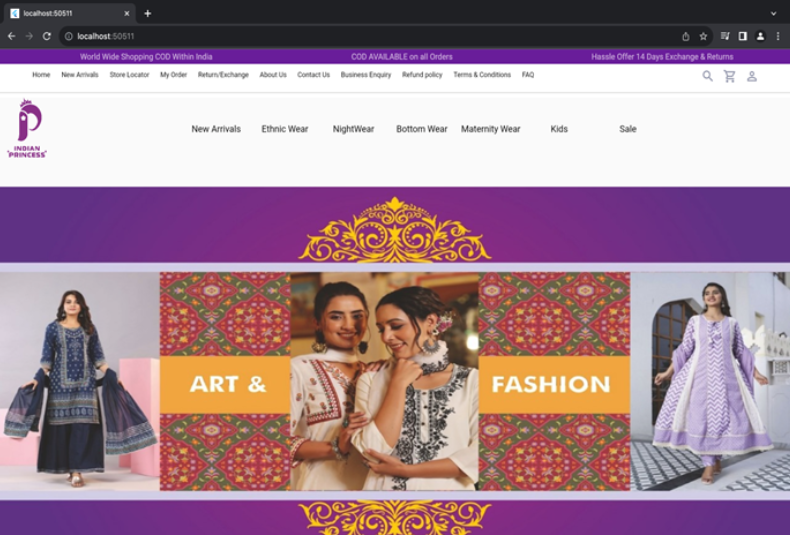 localhost:50511
localhost:50511
World Wide Shopping COD Within India
COD AVAILABLE on all Orders
Hassle Offer 14 Days Exchange & Returns
Home New Arrivals Store Locator My Order Return/Exchange About Us Contact Us Business Enquiry Refund policy Terms & Conditions FAQ
INDIAN
PRINCESS
New Arrivals Ethnic Wear NightWear Bottom Wear Maternity Wear Kids Sale
ART & FASHION